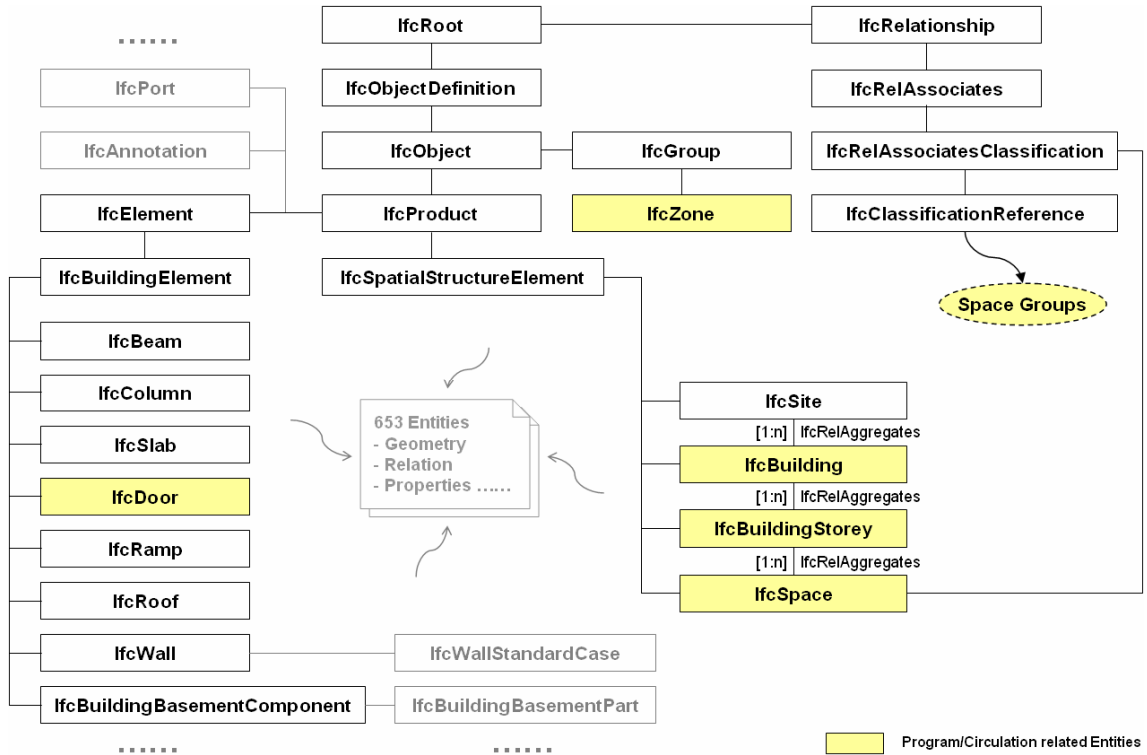 ......
IfcRoot
IfcRelationship
IfcPort
IfcObjectDefinition
IfcRelAssociates
IfcAnnotation
IfcObject
IfcGroup
IfcRelAssociatesClassification
IfcElement
IfcProduct
IfcZone
IfcClassificationReference
IfcBuildingElement
IfcSpatialStructureElement
Space Groups
IfcBeam
IfcColumn
IfcSlab
IfcDoor
IfcRamp
IfcRoof
IfcWall
IfcWallStandardCase
IfcBuildingBasementComponent
IfcBuildingBasementPart
......
......
653 Entities
- Geometry
- Relation
- Properties ......
IfcSite
[1:n] IfcRelAggregates
IfcBuilding
[1:n] IfcRelAggregates
IfcBuildingStorey
[1:n] IfcRelAggregates
IfcSpace
Program/Circulation related Entities